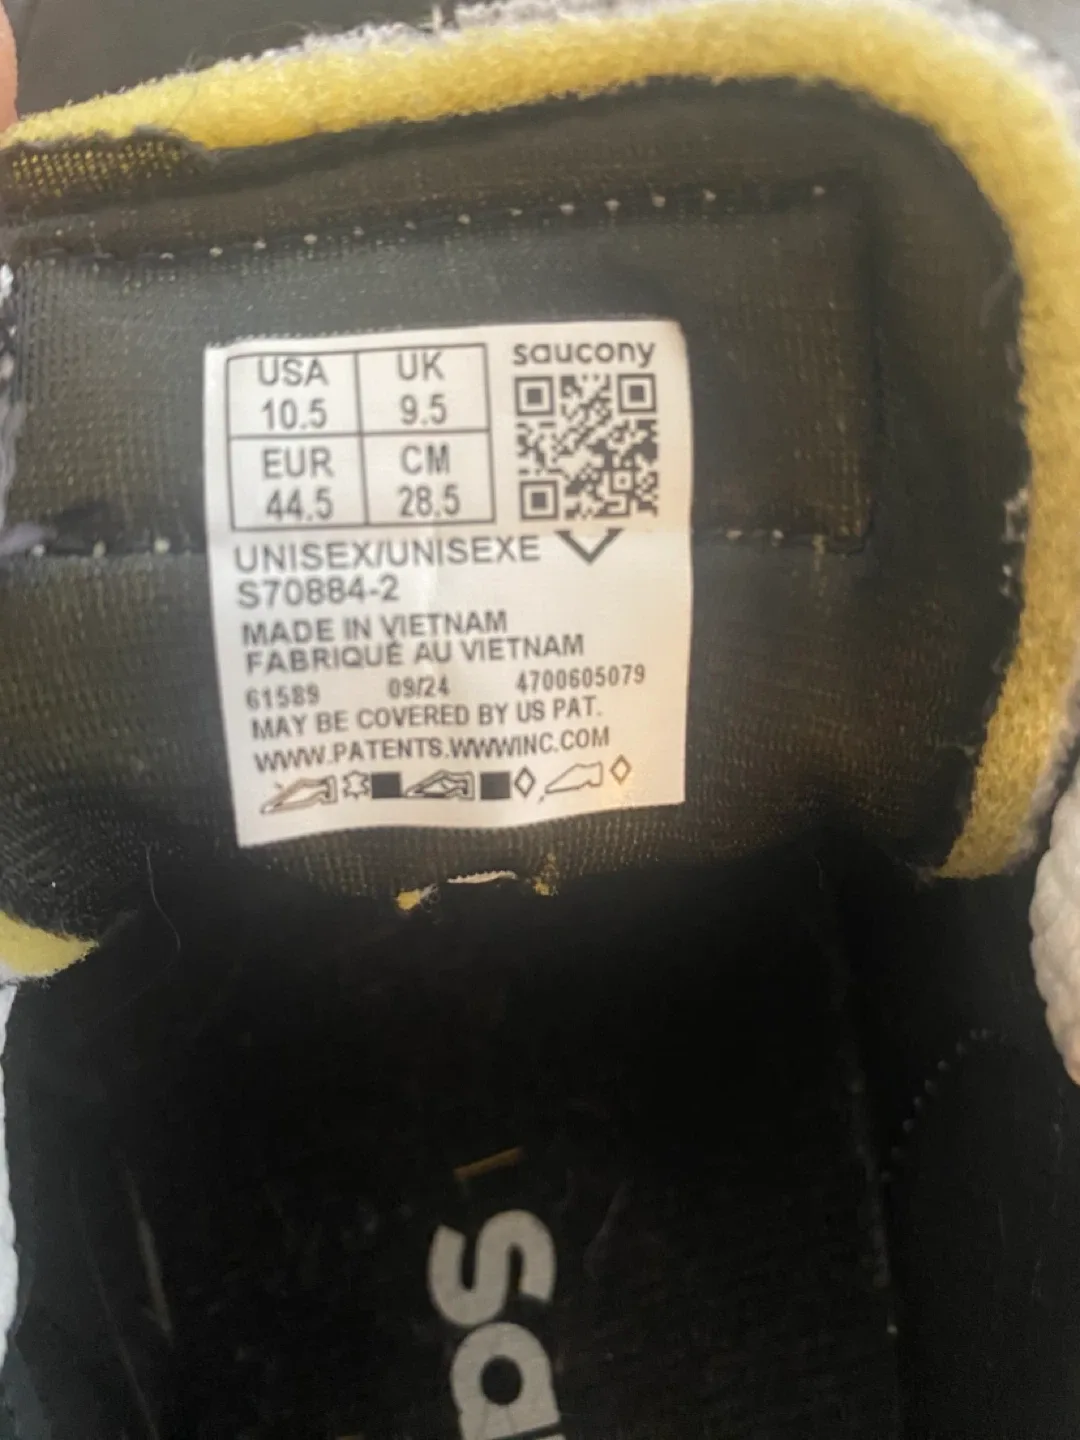 USA UK
10.5 9.5
EUR CM
44.5 28.5
saucony
UNISEX/UNISEXE
S70884-2
MADE IN VIETNAM
FABRIQUÉ AU VIETNAM
61589 09/24 4700605079
MAY BE COVERED BY US PAT.
WWW.PATENTS.WWWINC.COM
sa